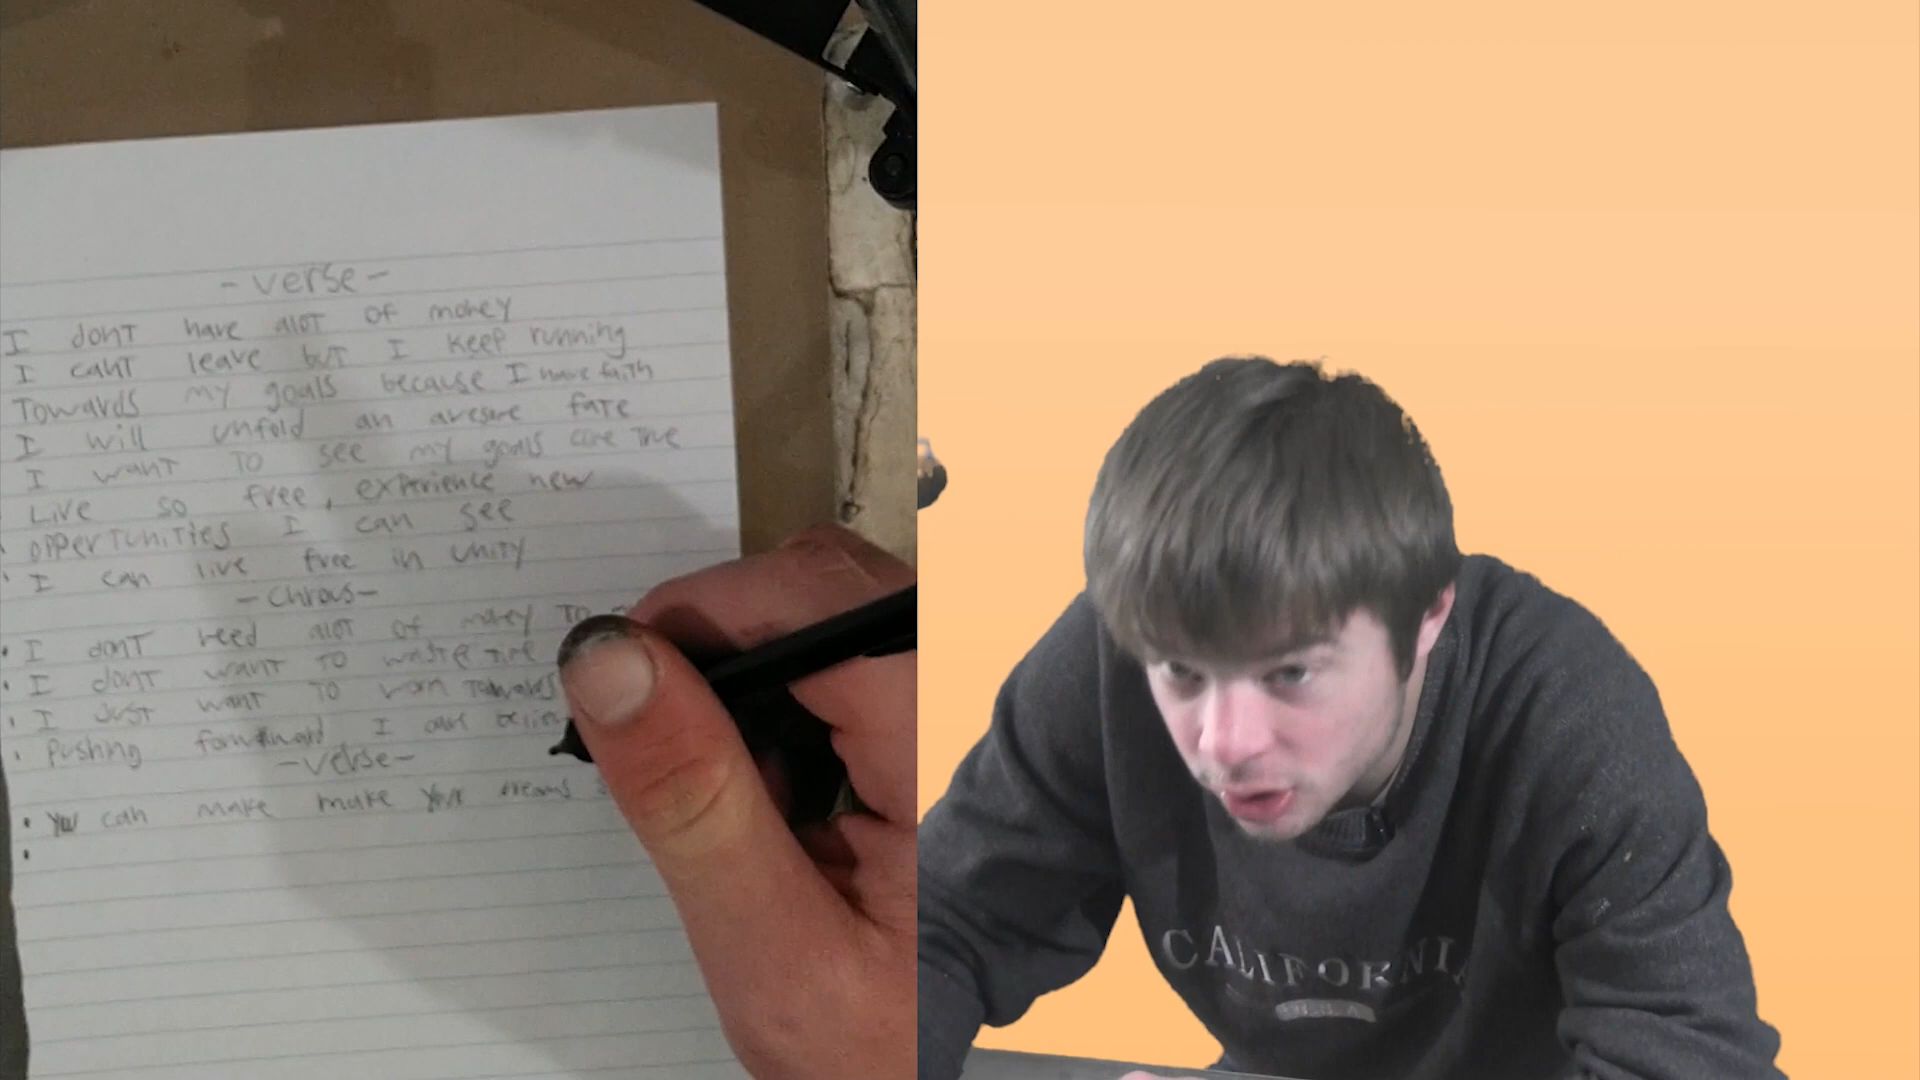 -verse-
I dont have alot of money
I cant leave but I keep running
Towards my goals because I have faith
I will unfold an awesome fate
I want To see my goals come True
Live so free, experience new
opperTuniTies I can see
I can live free in uniTy
-chrous-
I donT need aloT of money To
I donT want TO waste Time
I JusT want TO Towards
Pushing forward I
-verse-
You can make make your dreams
CALIFORNIA
U.S.A